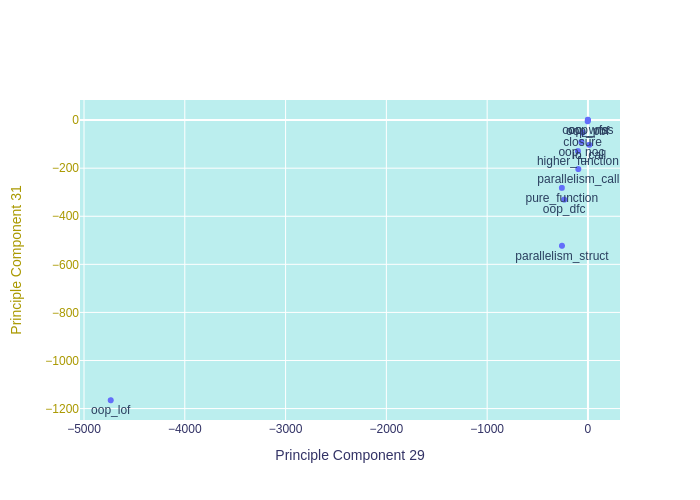 0
−200
−400
−600
−800
−1000
−1200
Principle Component 31
closure
higher_function
parallelism_call
pure_function
oop_dfc
parallelism_struct
oop_lof
−5000
−4000
−3000
−2000
−1000
0
Principle Component 29